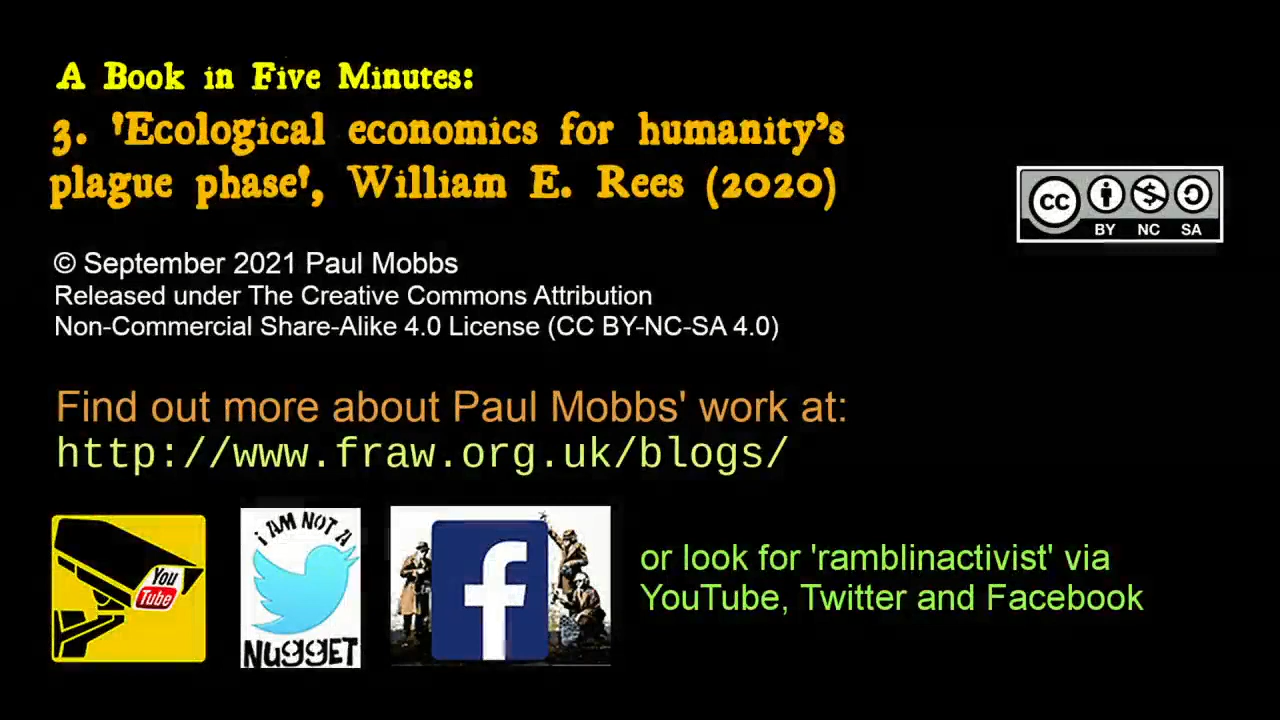 A Book in Five Minutes:
3. 'Ecological economics for humanity's
plague phase', William E. Rees (2020)
© September 2021 Paul Mobbs
Released under The Creative Commons Attribution
Non-Commercial Share-Alike 4.0 License (CC BY-NC-SA 4.0)
CC
BY NC SA
Find out more about Paul Mobbs' work at:
http://www.fraw.org.uk/blogs/
You
Tube
i AM NOT A
NUGGET
f
or look for 'ramblinactivist' via
YouTube, Twitter and Facebook